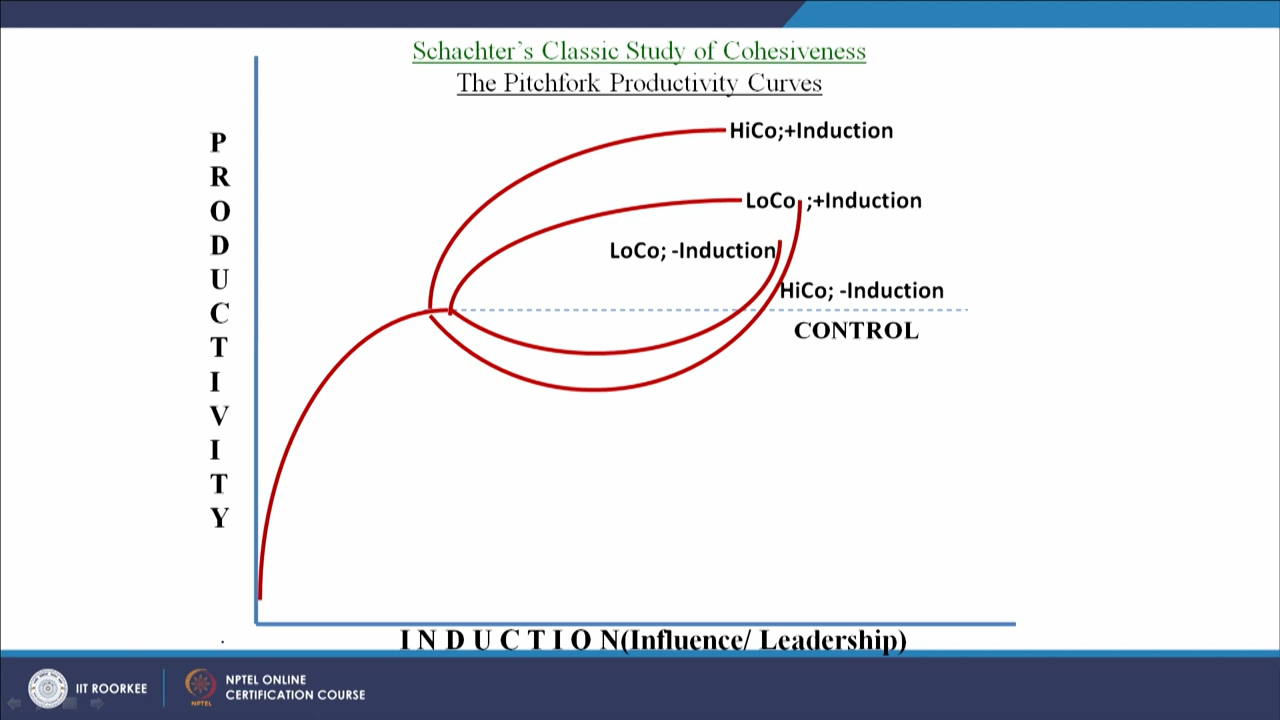 Schachter's Classic Study of Cohesiveness
The Pitchfork Productivity Curves
P
R
O
D
U
C
T
I
V
I
T
Y
HiCo;+Induction
LoCo ;+Induction
LoCo; -Induction
HiCo; -Induction
CONTROL
I N D U C T I O N(Influence/ Leadership)
IIT ROORKEE
NPTEL
NPTEL ONLINE
CERTIFICATION COURSE